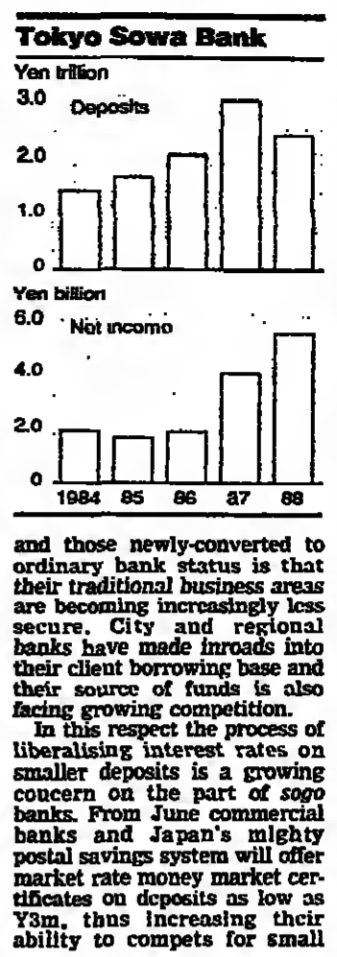 Tokyo Sowa Bank
Yen trillion
3.0
Deposits
2.0
1.0
0
Yen billion
6.0
Net income
4.0
2.0
0
1984 85 86 87 88
and those newly-converted to
ordinary bank status is that
their traditional business areas
are becoming increasingly less
secure. City and regional
banks have made inroads into
their client borrowing base and
their source of funds is also
facing growing competition.
In this respect the process of
liberalising interest rates on
smaller deposits is a growing
concern on the part of sogo
banks. From June commercial
banks and Japan's mighty
postal savings system will offer
market rate money market cer-
tificates on deposits as low as
Y3m, thus increasing their
ability to compets for small